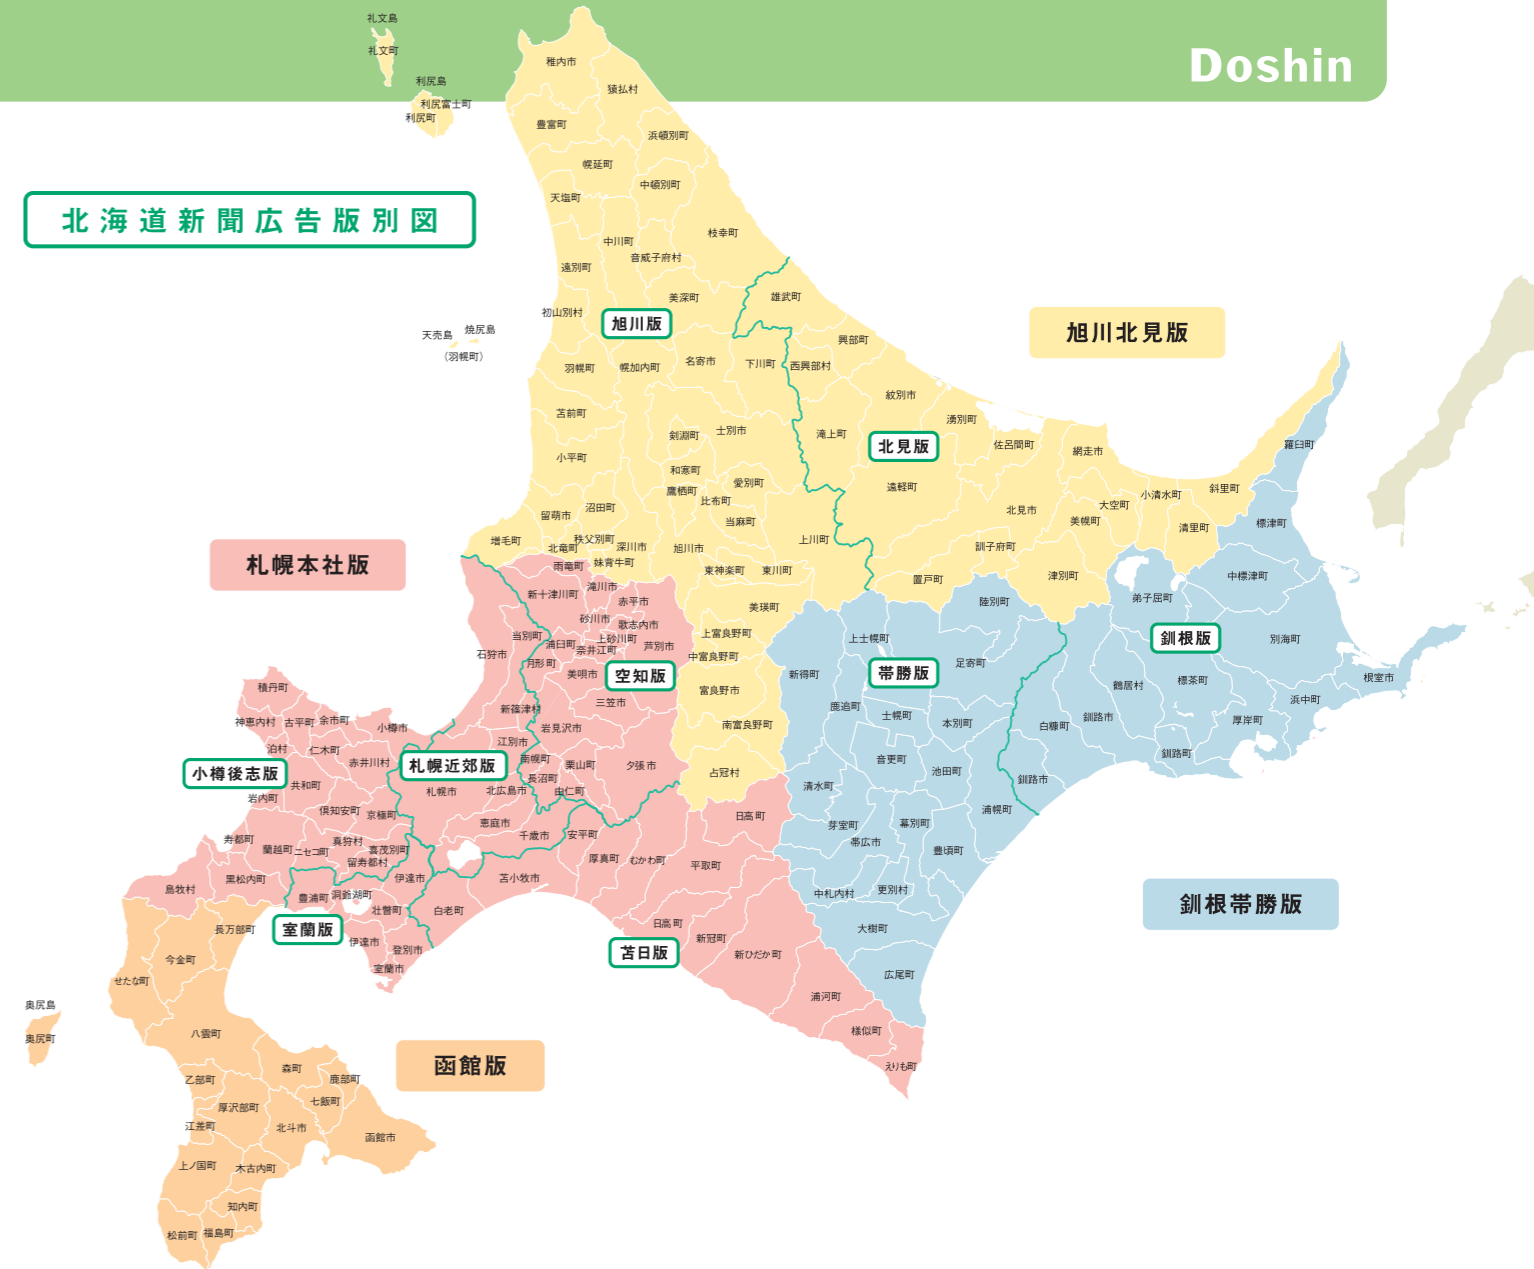 Doshin
北海道新聞広告版別図
礼文島
礼文町
利尻島
利尻富士町
利尻町
稚内市
猿払村
豊富町
浜頓別町
幌延町
中頓別町
天塩町
枝幸町
中川町
音威子府村
遠別町
美深町
雄武町
初山別村
旭川版
旭川北見版
天売島
焼尻島
（羽幌町）
興部町
羽幌町
幌加内町
名寄市
下川町
西興部村
紋別市
苫前町
湧別町
剣淵町
士別市
滝上町
北見版
佐呂間町
網走市
羅臼町
小平町
和寒町
鷹栖町
愛別町
比布町
遠軽町
小清水町
斜里町
大空町
留萌市
沼田町
当麻町
北見市
美幌町
清里町
標津町
増毛町
秩父別町
北竜町
深川市
旭川市
上川町
訓子府町
札幌本社版
雨竜町
妹背牛町
東神楽町
東川町
置戸町
津別町
中標津町
新十津川町
滝川市
赤平市
美瑛町
陸別町
弟子屈町
砂川市
歌志内市
当別町
浦臼町
上砂川町
奈井江町
芦別市
上富良野町
上士幌町
釧根版
別海町
石狩市
月形町
中富良野町
足寄町
美唄市
空知版
新得町
帯勝版
根室市
積丹町
富良野市
鶴居村
標茶町
三笠市
新篠津村
鹿追町
士幌町
浜中町
神恵内村
古平町
余市町
小樽市
岩見沢市
南富良野町
本別町
白糠町
釧路市
厚岸町
泊村
仁木町
江別市
南幌町
赤井川村
札幌近郊版
栗山町
夕張市
占冠村
音更町
池田町
釧路町
小樽後志版
共和町
長沼町
清水町
釧路市
岩内町
札幌市
北広島市
由仁町
倶知安町
京極町
恵庭市
日高町
浦幌町
寿都町
真狩村
千歳市
安平町
芽室町
幕別町
蘭越町
ニセコ町
喜茂別町
留寿都村
帯広市
豊頃町
厚真町
むかわ町
平取町
黒松内町
伊達市
苫小牧市
島牧村
豊浦町
洞爺湖町
壮瞥町
白老町
中札内村
更別村
釧根帯勝版
室蘭版
長万部町
日高町
大樹町
伊達市
登別市
苫日版
新冠町
新ひだか町
今金町
室蘭市
広尾町
せたな町
浦河町
奥尻島
奥尻町
八雲町
様似町
函館版
森町
えりも町
乙部町
鹿部町
厚沢部町
七飯町
江差町
北斗市
函館市
上ノ国町
木古内町
知内町
松前町
福島町